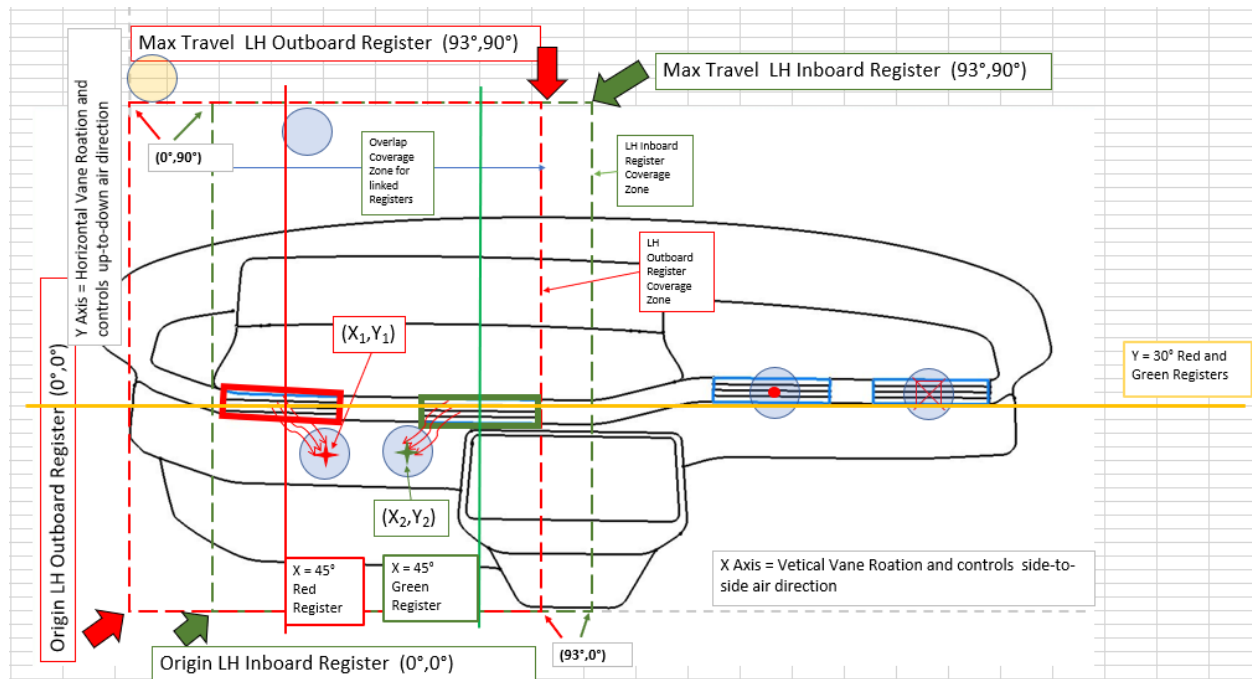 Max Travel LH Outboard Register (93°,90°)
Max Travel LH Inboard Register (93°,90°)
Y Axis = Horizontal Vane Roation and
controls up-to-down air direction
(0°,90°)
Overlap
Coverage
Zone for
linked
Registers
LH Inboard
Register
Coverage
Zone
LH
Outboard
Register
Coverage
Zone
(X₁,Y₁)
Y = 30° Red and
Green Registers
Origin LH Outboard Register (0°,0°)
(X₂,Y₂)
X = 45°
Red
Register
X = 45°
Green
Register
X Axis = Vetical Vane Roation and controls side-to-
side air direction
(93°,0°)
Origin LH Inboard Register (0°,0°)